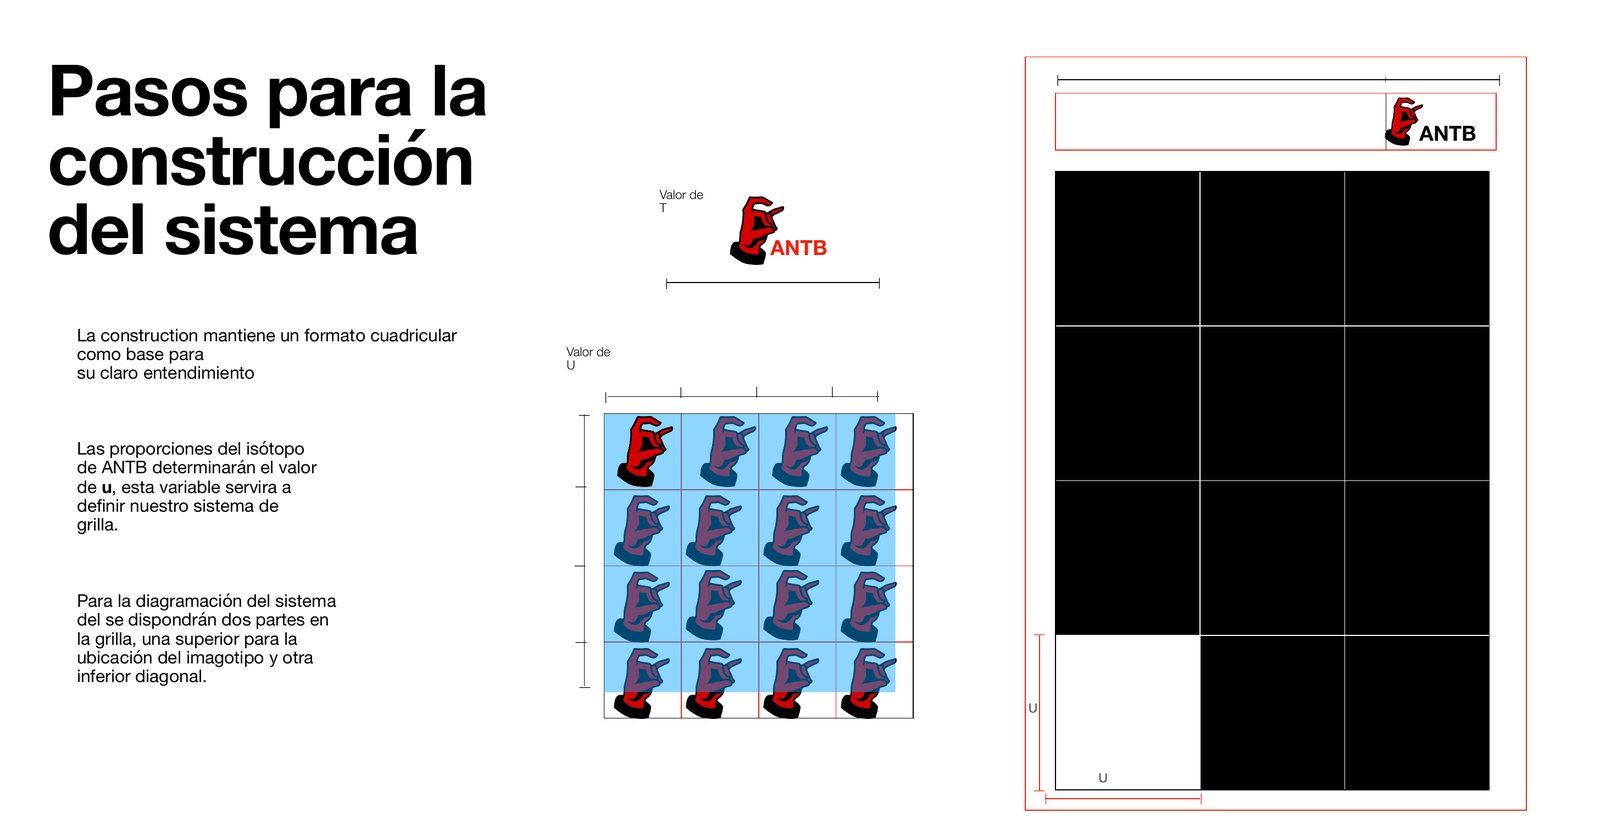 Pasos para la
construcción
del sistema
La construction mantiene un formato cuadricular
como base para
su claro entendimiento
Las proporciones del isótopo
de ANTB determinarán el valor
de u, esta variable servira a
definir nuestro sistema de
grilla.
Para la diagramación del sistema
del se dispondrán dos partes en
la grilla, una superior para la
ubicación del imagotipo y otra
inferior diagonal.
Valor de
T
ANTB
Valor de
U
ANTB
U
U